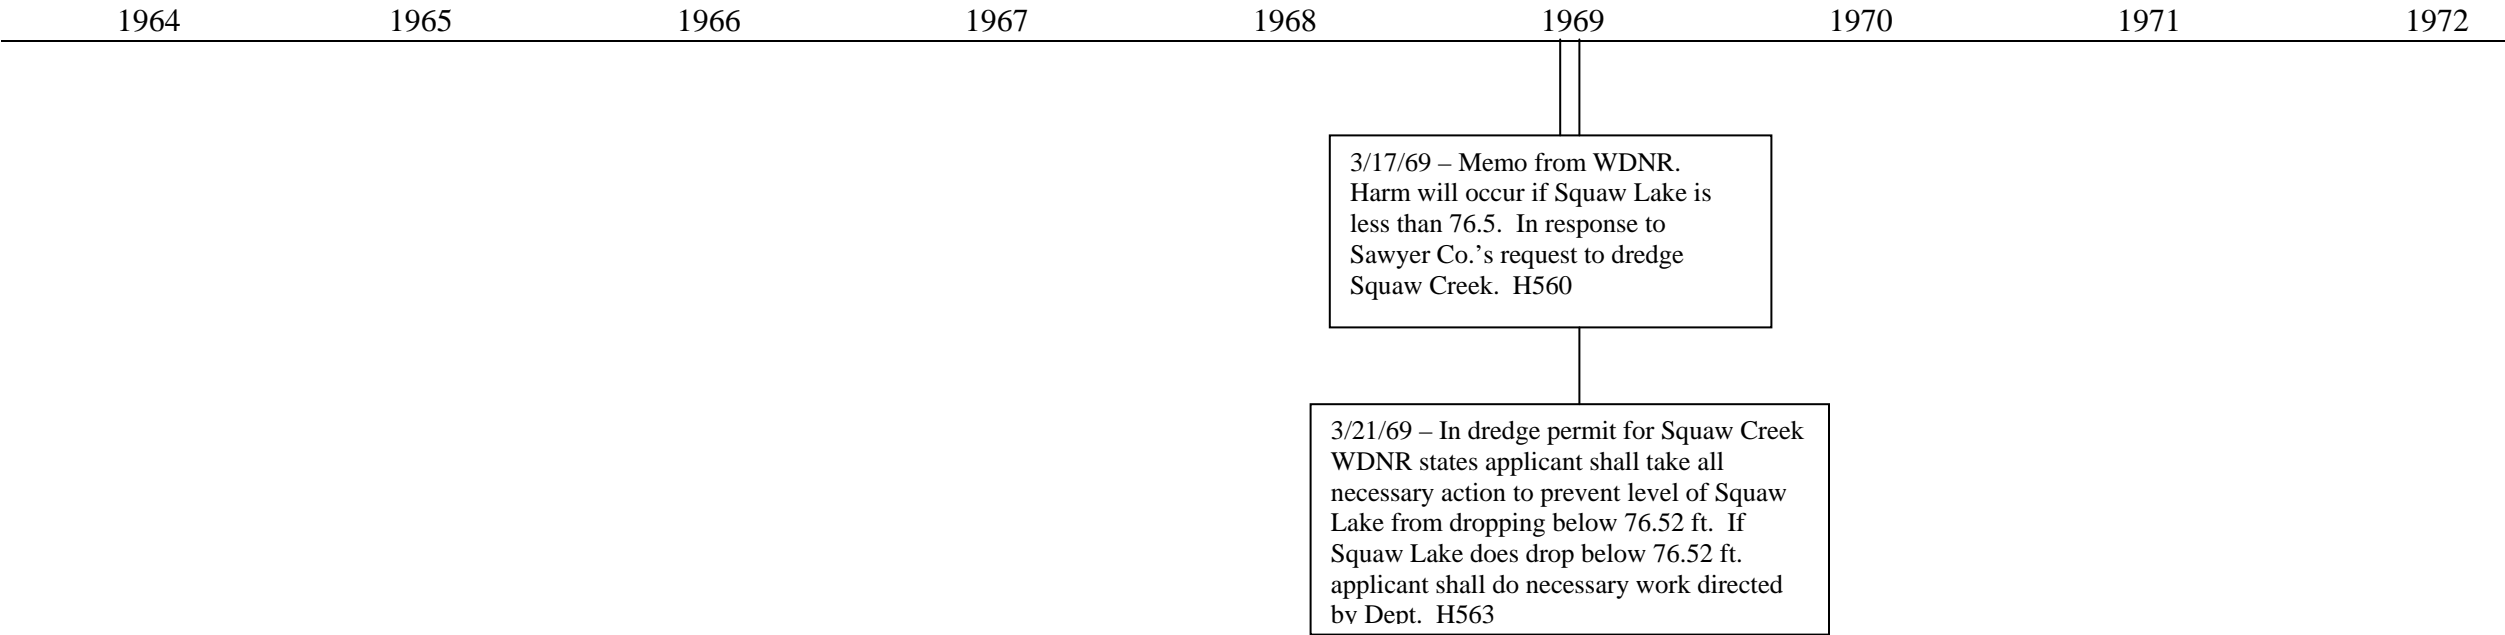 1964 1965 1966 1967 1968 1969 1970 1971 1972
3/17/69 – Memo from WDNR.
Harm will occur if Squaw Lake is
less than 76.5.  In response to
Sawyer Co.’s request to dredge
Squaw Creek.  H560
3/21/69 – In dredge permit for Squaw Creek
WDNR states applicant shall take all
necessary action to prevent level of Squaw
Lake from dropping below 76.52 ft.  If
Squaw Lake does drop below 76.52 ft.
applicant shall do necessary work directed
by Dept.  H563